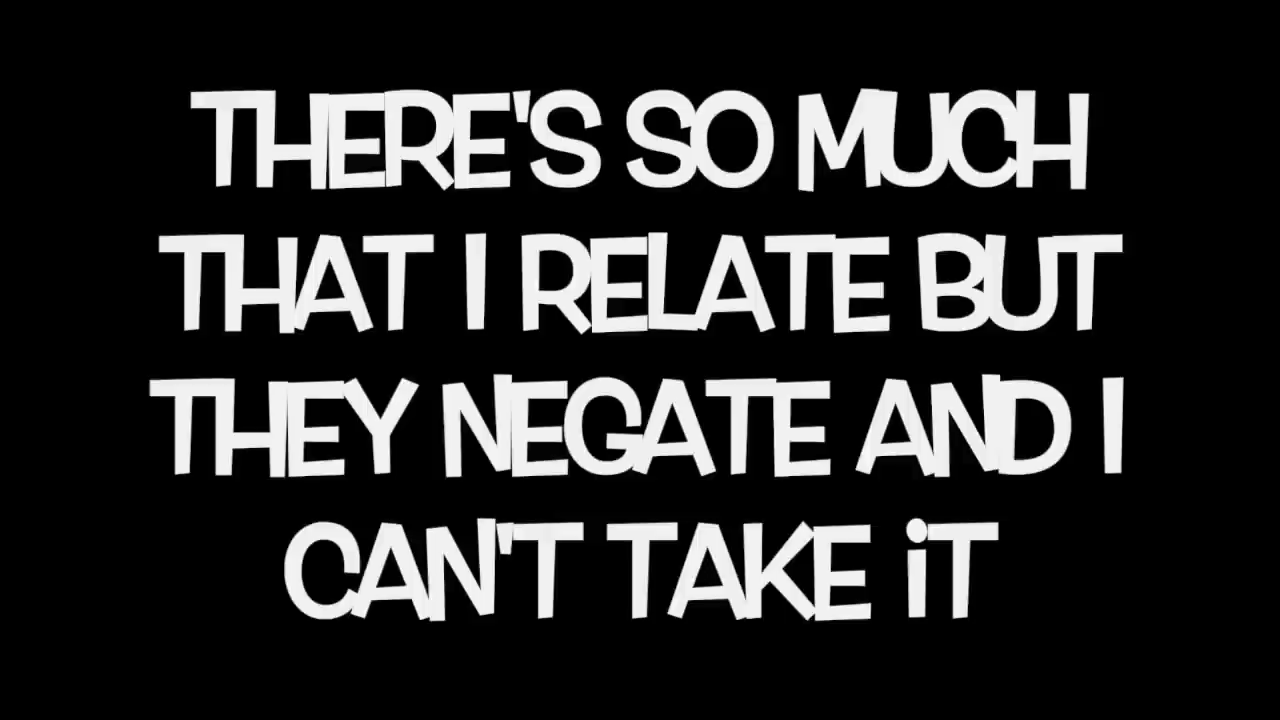 THERE'S SO MUCH
THAT I RELATE BUT
THEY NEGATE AND I
CAN'T TAKE iT